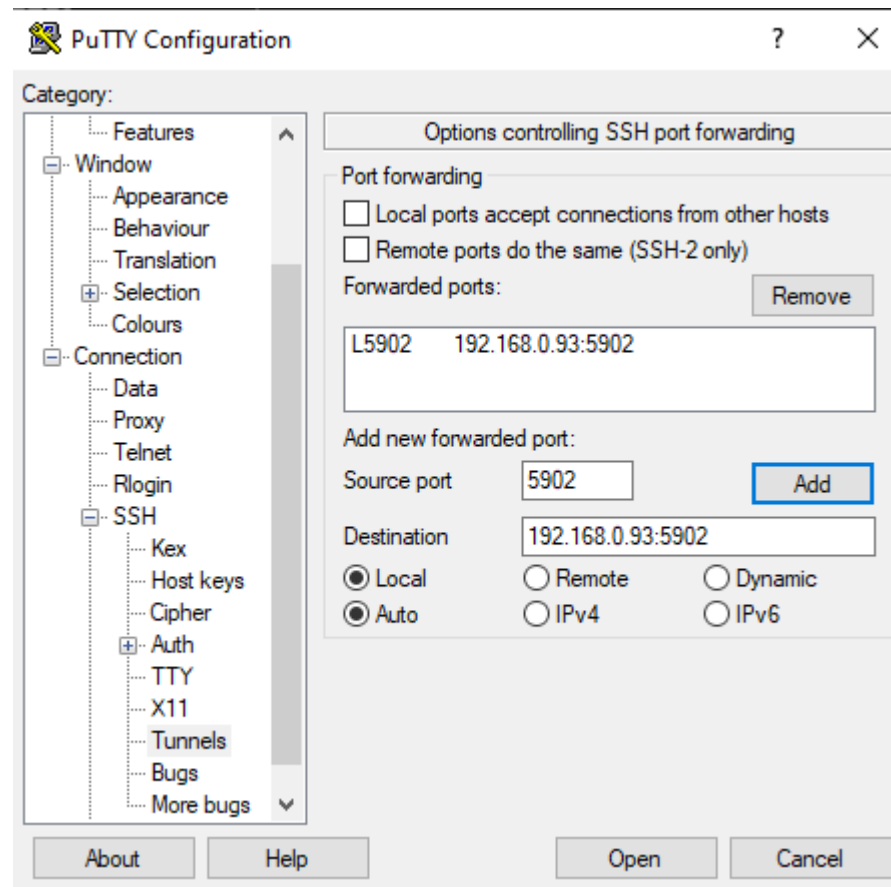 PuTTY Configuration ? ×
Category:
Features
Window
Appearance
Behaviour
Translation
Selection
Colours
Connection
Data
Proxy
Telnet
Rlogin
SSH
Kex
Host keys
Cipher
Auth
TTY
X11
Tunnels
Bugs
More bugs
Options controlling SSH port forwarding
Port forwarding
Local ports accept connections from other hosts
Remote ports do the same (SSH-2 only)
Forwarded ports: Remove
L5902 192.168.0.93:5902
Add new forwarded port:
Source port 5902 Add
Destination 192.168.0.93:5902
Local Remote Dynamic
Auto IPv4 IPv6
About Help Open Cancel